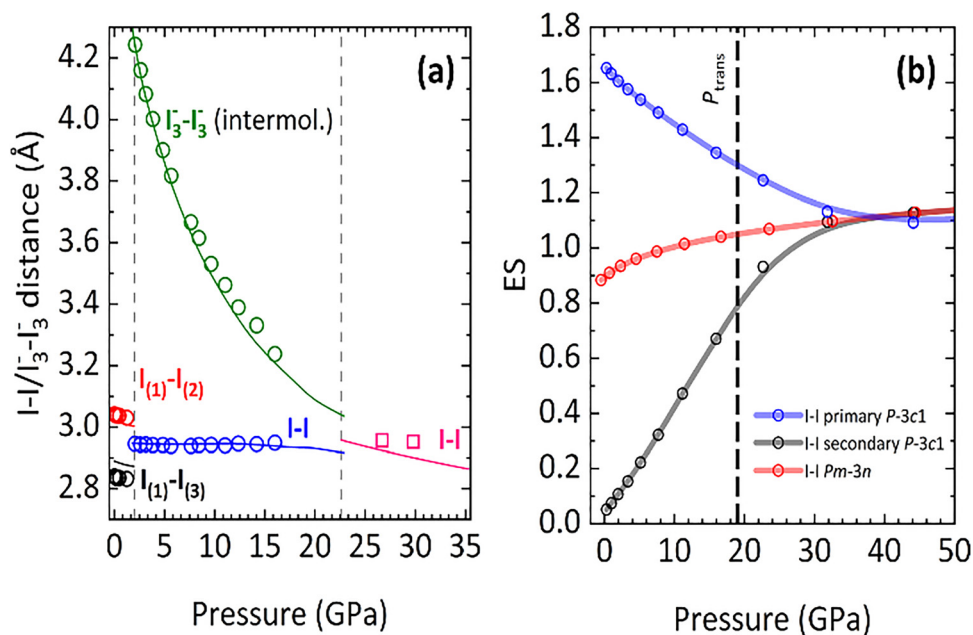 (a)
I₃⁻-I₃⁻ (intermol.)
I(1)-I(2)
I-I
I-I
I(1)-I(3)
4.2
4.0
3.8
3.6
3.4
3.2
3.0
2.8
I-I/I₃⁻-I₃⁻ distance (Å)
0 5 10 15 20 25 30 35
Pressure (GPa)
(b)
Ptrans
1.8
1.6
1.4
1.2
1.0
0.8
0.6
0.4
0.2
0.0
ES
I-I primary P-3c1
I-I secondary P-3c1
I-I Pm-3n
0 10 20 30 40 50
Pressure (GPa)